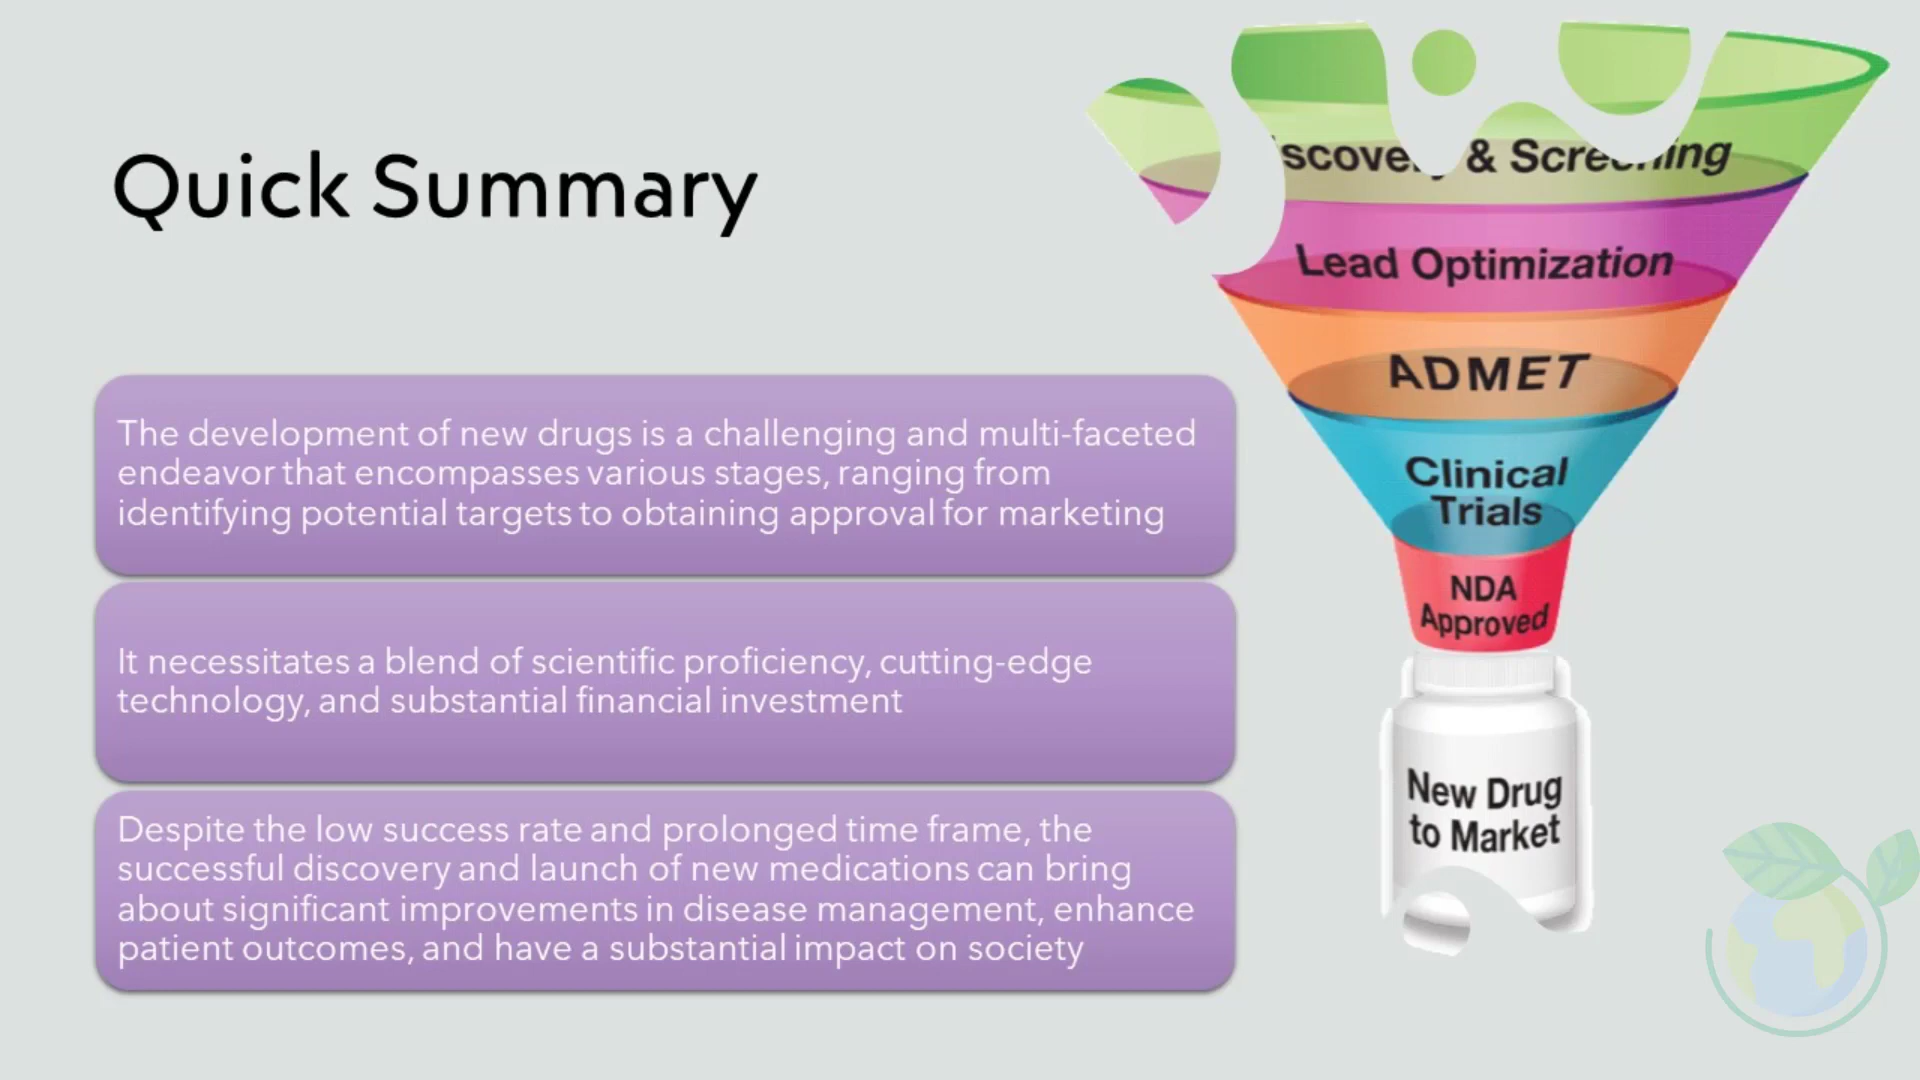 Quick Summary
The development of new drugs is a challenging and multi-faceted
endeavor that encompasses various stages, ranging from
identifying potential targets to obtaining approval for marketing
It necessitates a blend of scientific proficiency, cutting-edge
technology, and substantial financial investment
Despite the low success rate and prolonged time frame, the
successful discovery and launch of new medications can bring
about significant improvements in disease management, enhance
patient outcomes, and have a substantial impact on society
& Screening
Lead Optimization
ADMET
Clinical
Trials
NDA
Approved
New Drug
to Market